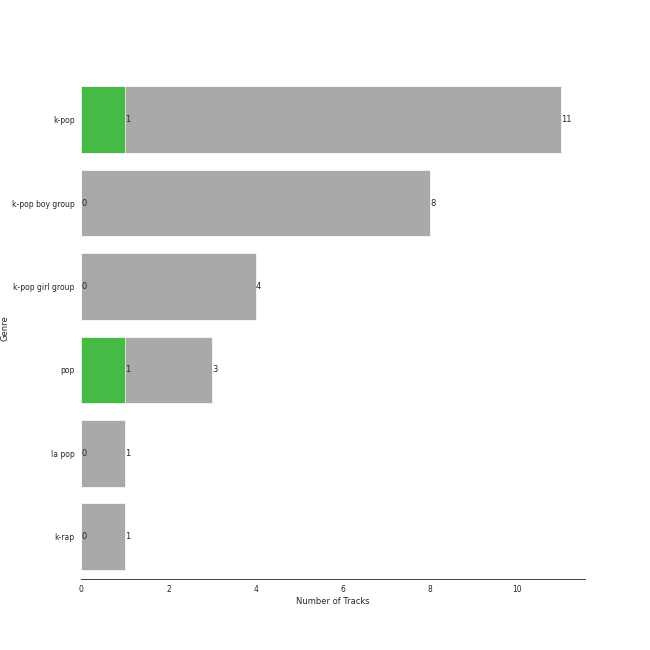 k-pop 1 11
k-pop boy group 0 8
k-pop girl group 0 4
pop 1 3
la pop 0 1
k-rap 0 1
Genre
0 2 4 6 8 10
Number of Tracks